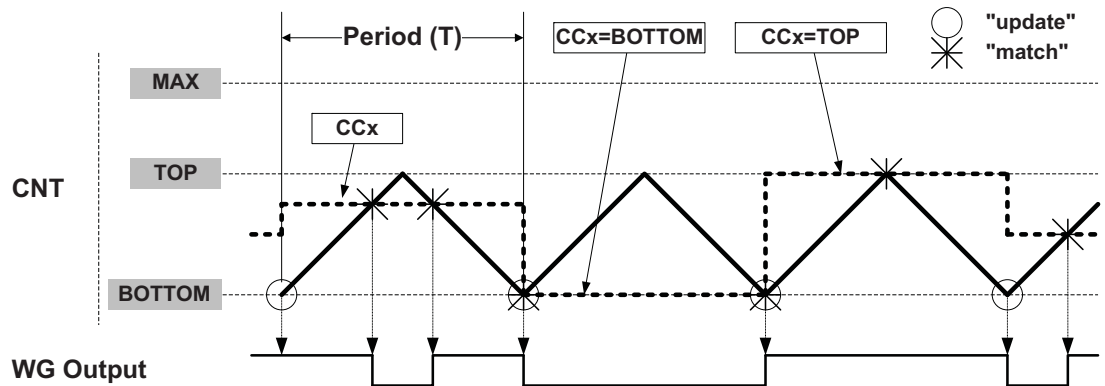 Period (T)
CCx=BOTTOM
CCx=TOP
"update"
"match"
MAX
CCx
TOP
CNT
BOTTOM
WG Output